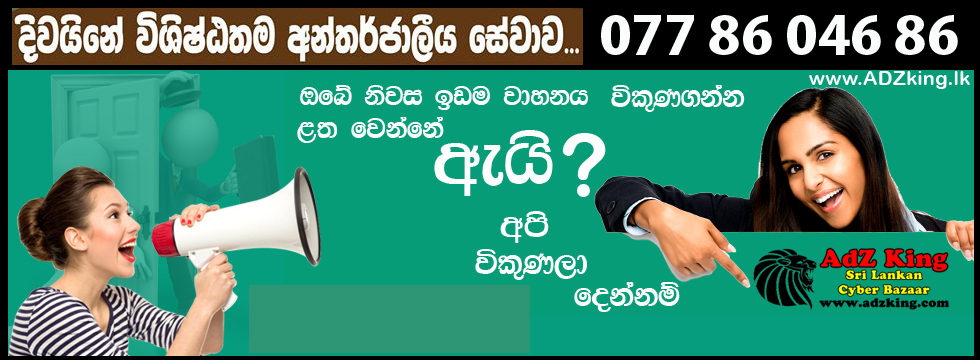 දිවයිනේ විශිෂ්ඨතම අන්තර්ජාලීය සේවාව...
077 86 046 86
www.ADZking.lk
ඔබේ නිවස ඉඩම වාහනය විකුණගන්න
ළත වෙන්නේ
ඇයි ?
අපි
විකුණලා
දෙන්නම්
AdZ King
Sri Lankan
Cyber Bazaar
www.adzking.com